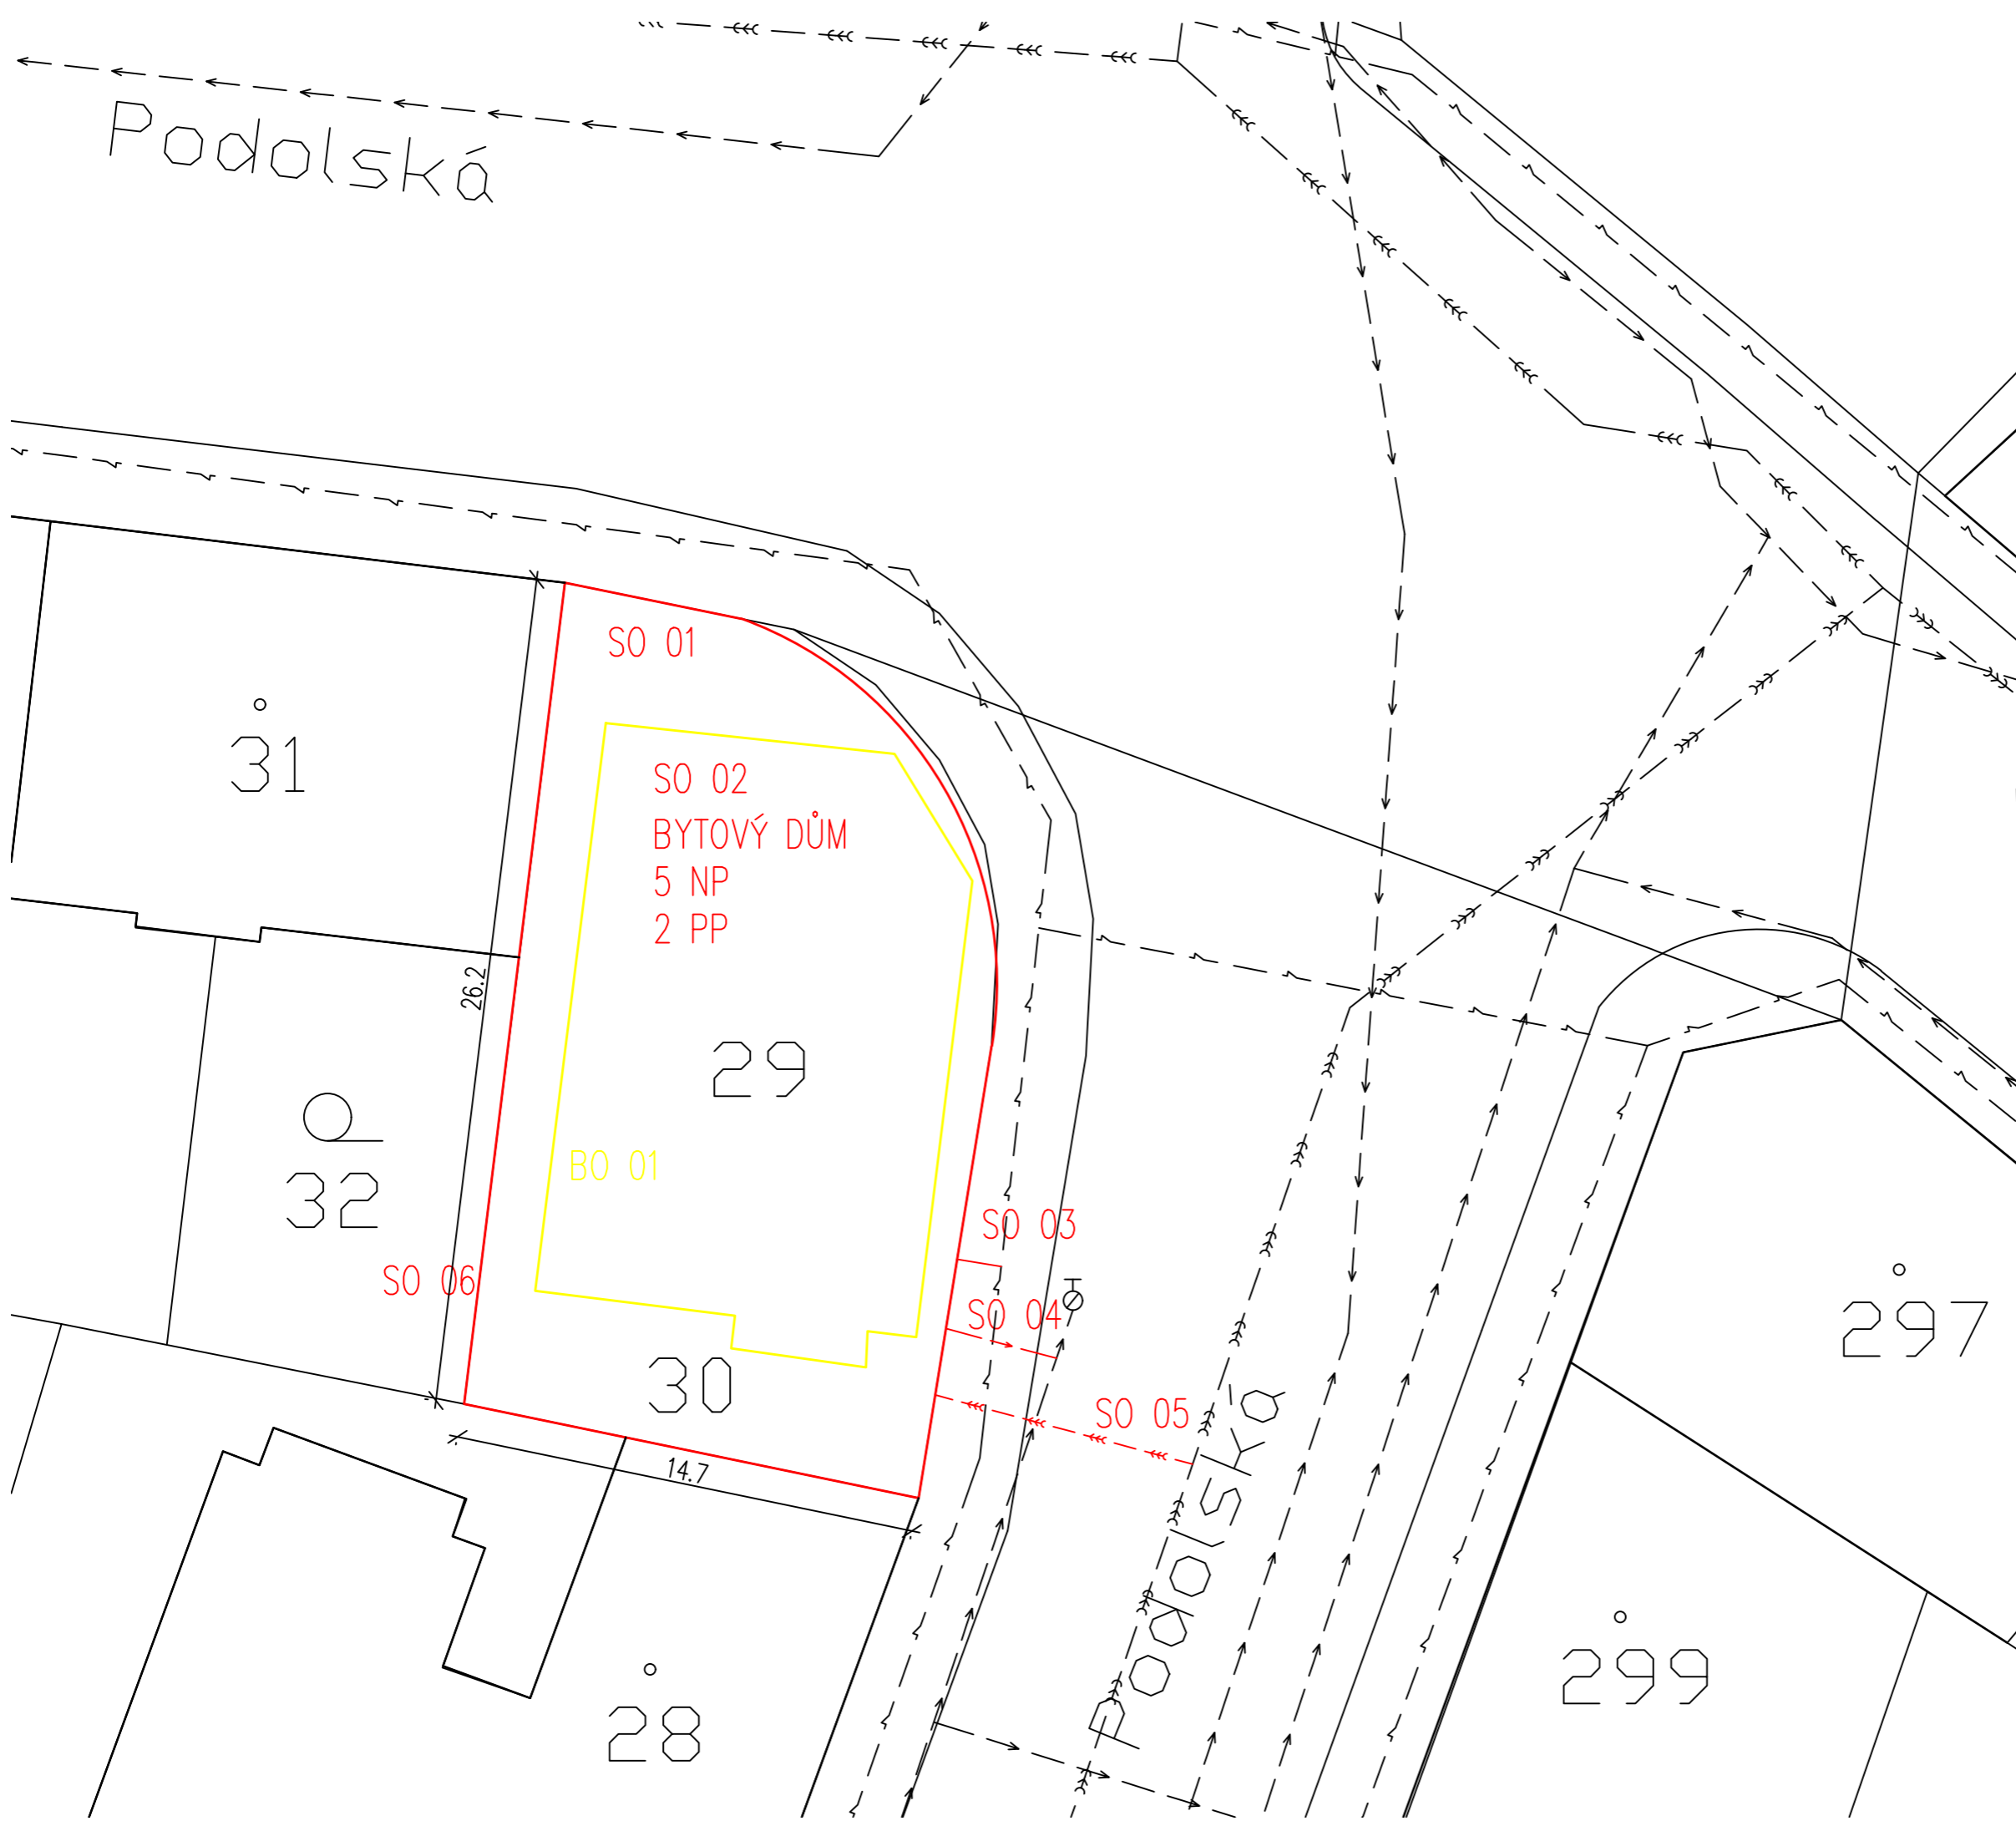 Podolská
SO 01
31
SO 02
BYTOVÝ DŮM
5 NP
2 PP
26.2
29
BO 01
32
SO 03
SO 06
SO 04
297
30
SO 05
14.7
Podolská
299
28